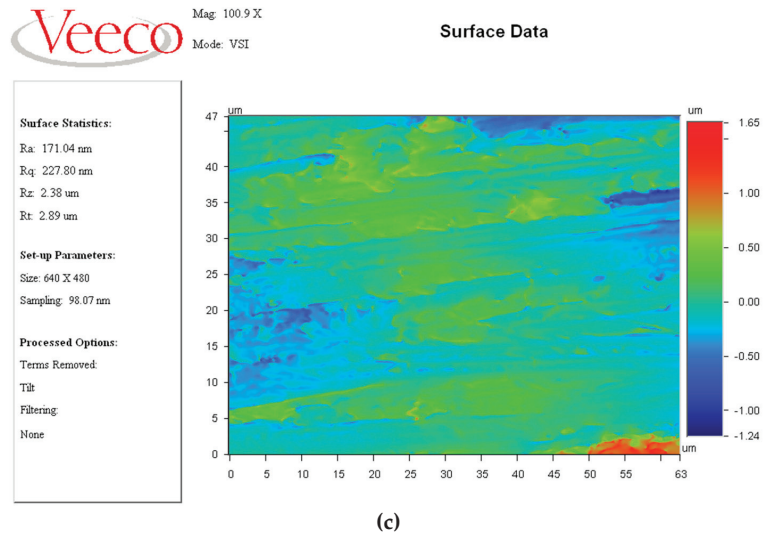 Veeco
Mag: 100.9 X
Mode: VSI
Surface Data
Surface Statistics:
Ra: 171.04 nm
Rq: 227.80 nm
Rz: 2.38 um
Rt: 2.89 um
Set-up Parameters:
Size: 640 X 480
Sampling: 98.07 nm
Processed Options:
Terms Removed:
Tilt
Filtering:
None
um
47
40
35
30
25
20
15
10
5
0
0 5 10 15 20 25 30 35 40 45 50 55 63
um
um
1.65
1.00
0.50
0.00
-0.50
-1.00
-1.24
(c)